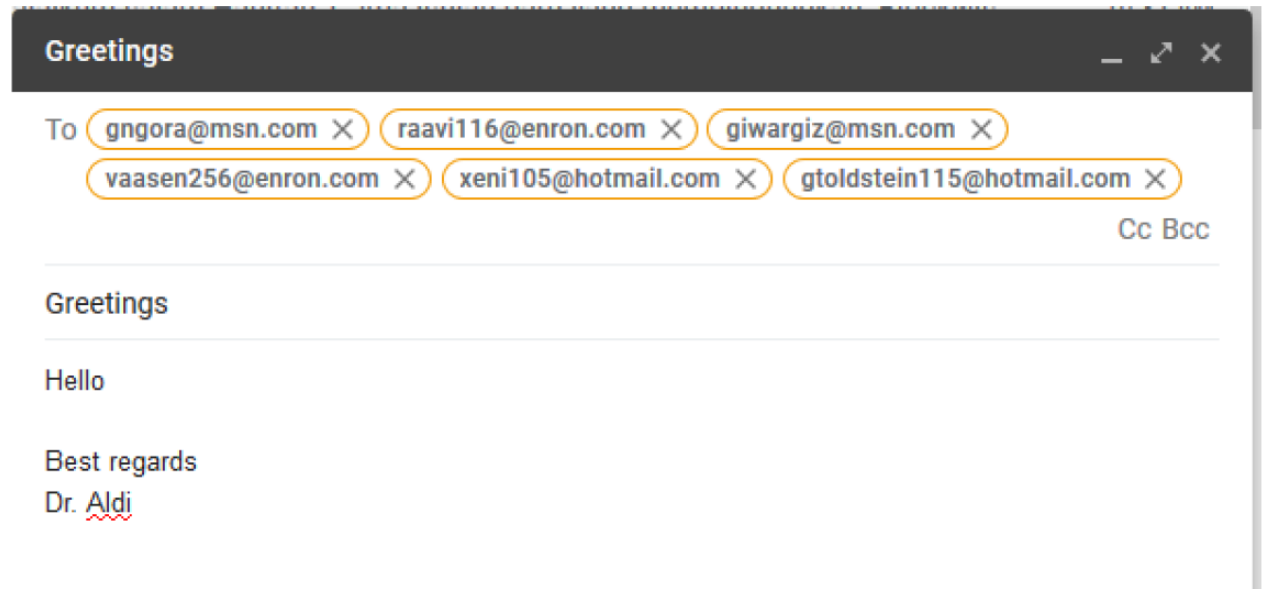 Greetings
To gngora@msn.com raavi116@enron.com giwargiz@msn.com
vaasen256@enron.com xeni105@hotmail.com gtoldstein115@hotmail.com
Cc Bcc
Greetings
Hello
Best regards
Dr. Aldi